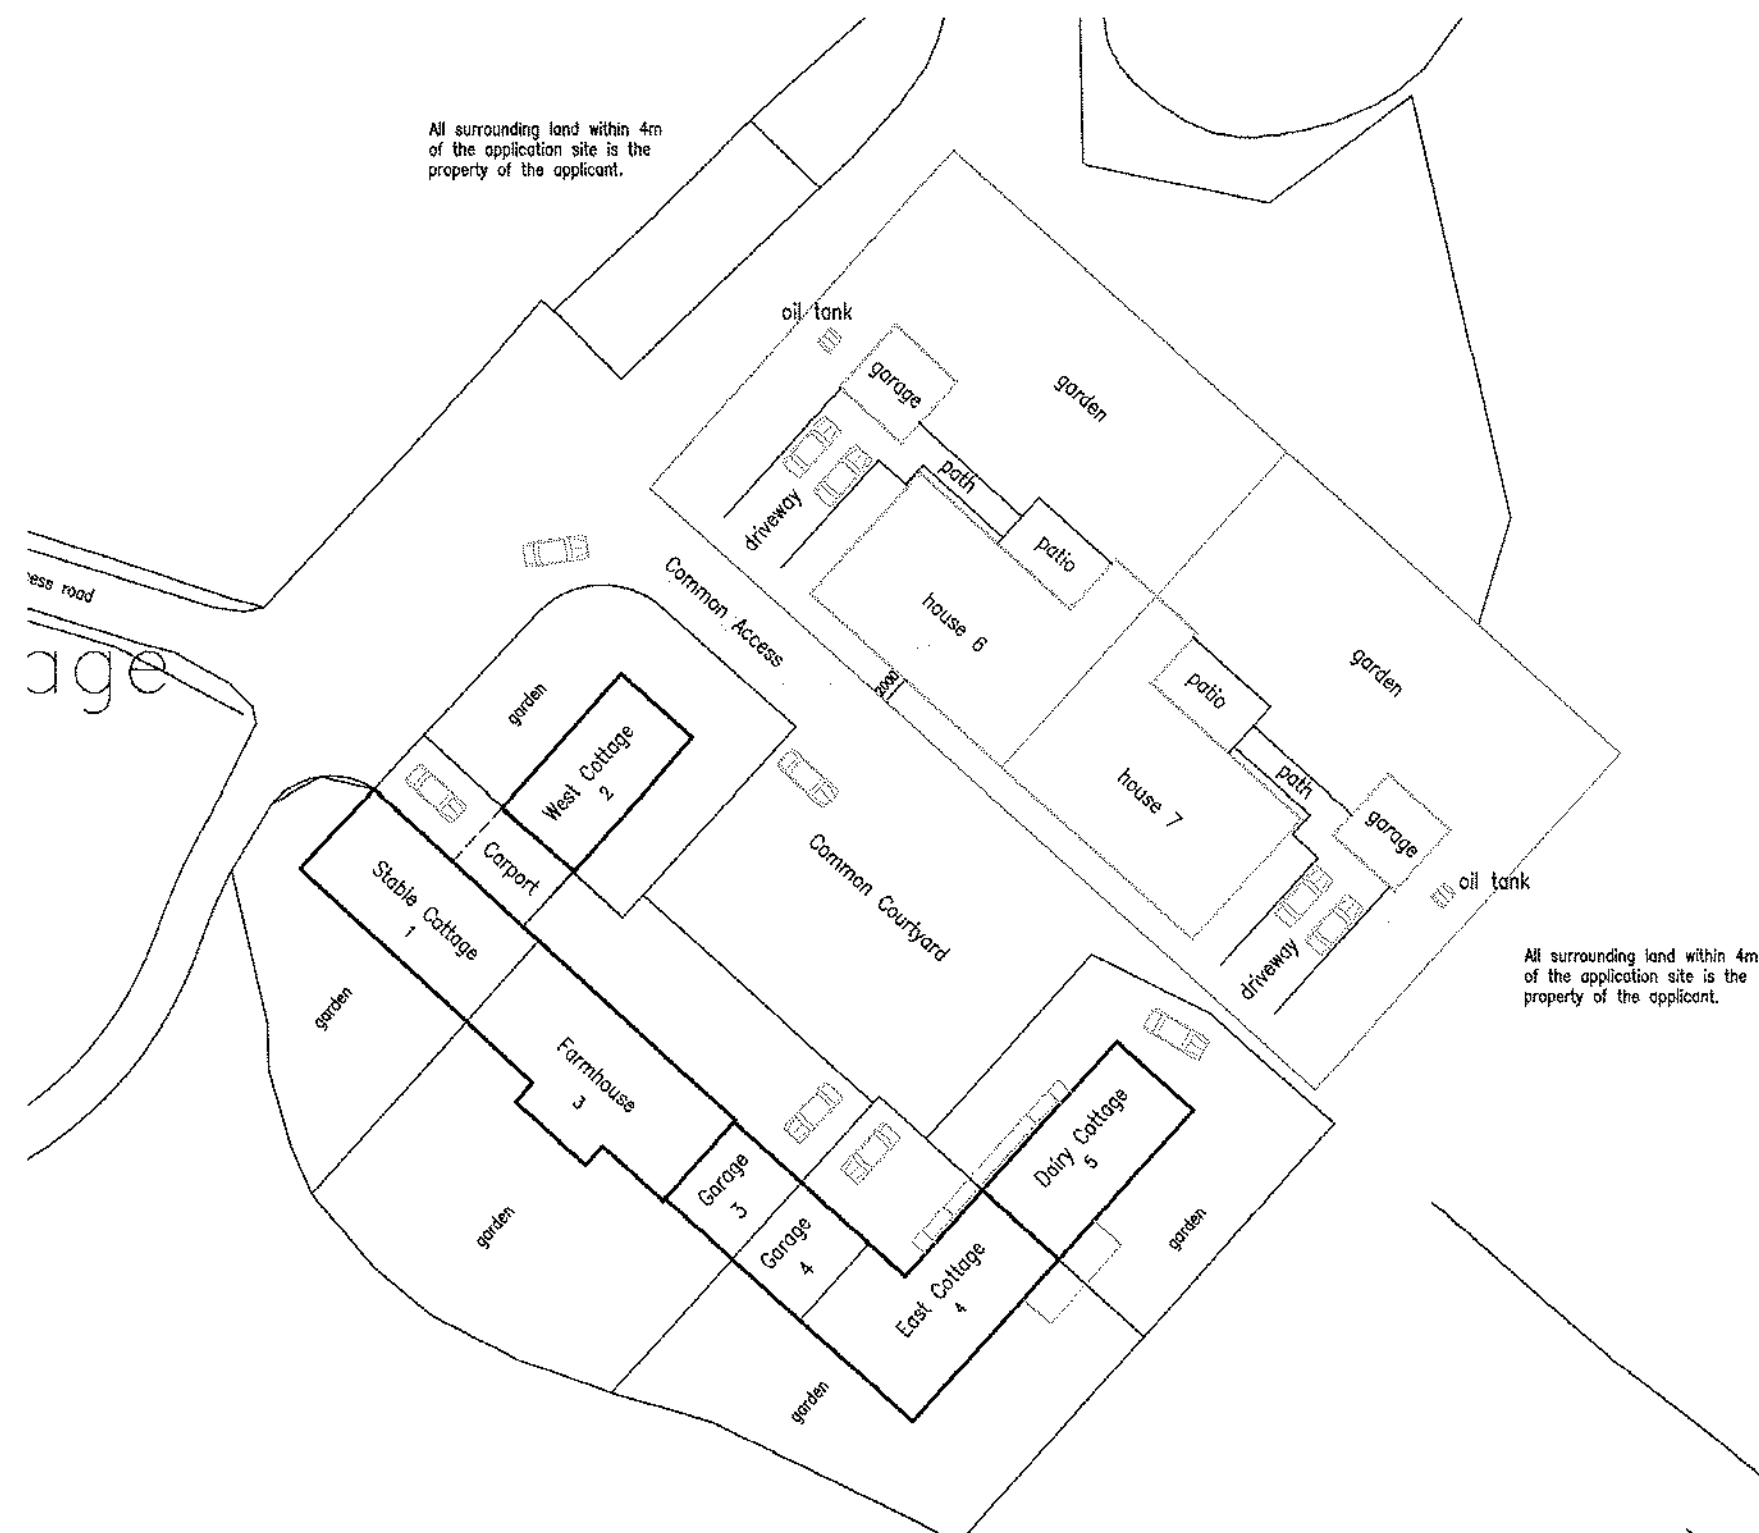 All surrounding land within 4m
of the application site is the
property of the applicant.
oil tank
garage
garden
path
driveway
patio
house 6
Common Access
2000
road
age
garden
West Cottage
2
patio
garden
path
house 7
garage
oil tank
driveway
Carport
Stable Cottage
1
Common Courtyard
All surrounding land within 4m
of the application site is the
property of the applicant.
garden
Farmhouse
3
Dairy Cottage
5
Garage
3
Garage
4
East Cottage
4
garden
garden
garden